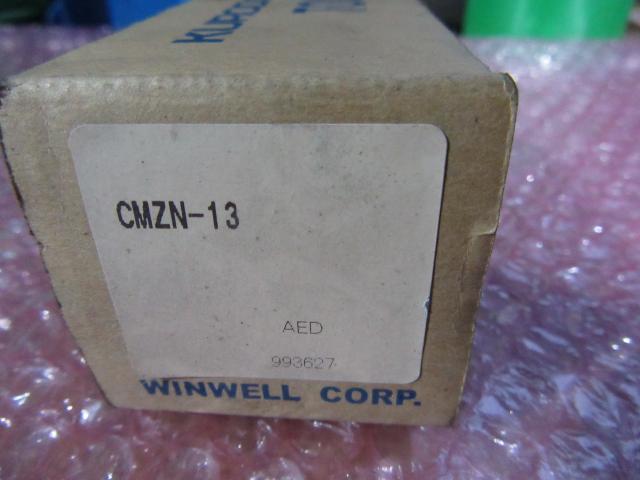 CMZN-13
AED
993627
WINWELL CORP.